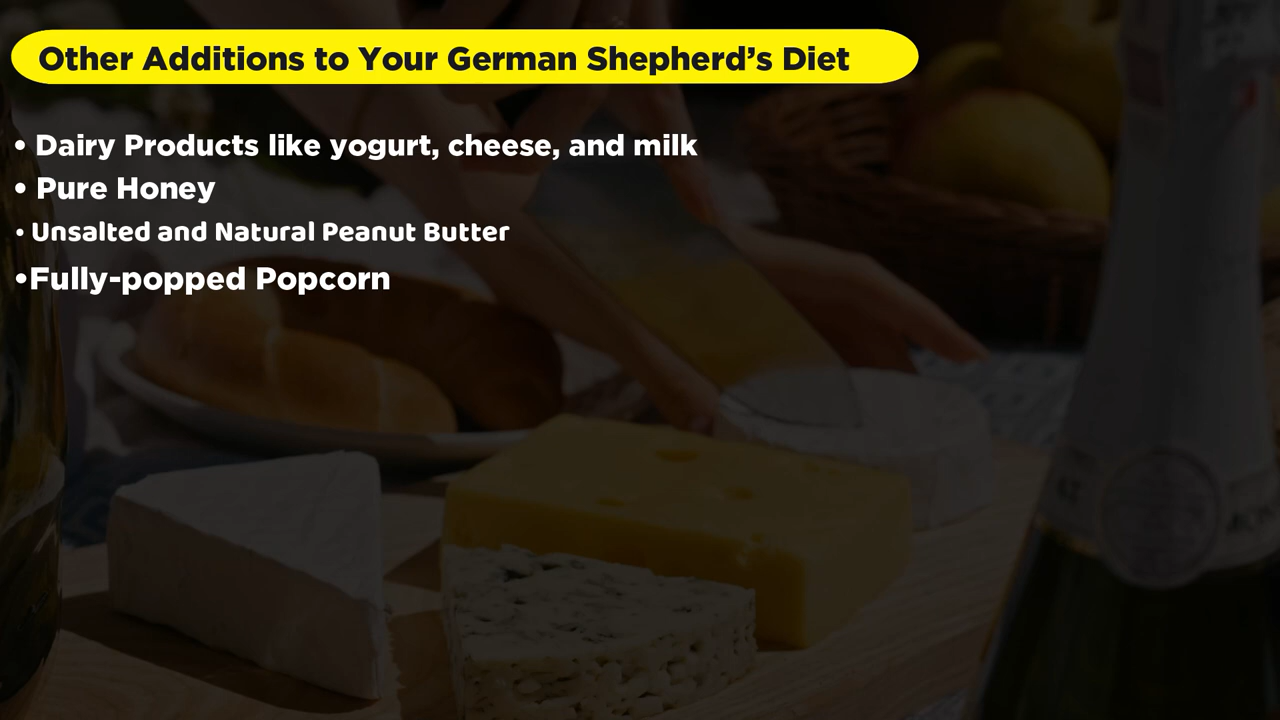 Other Additions to Your German Shepherd’s Diet
• Dairy Products like yogurt, cheese, and milk
• Pure Honey
• Unsalted and Natural Peanut Butter
•Fully-popped Popcorn